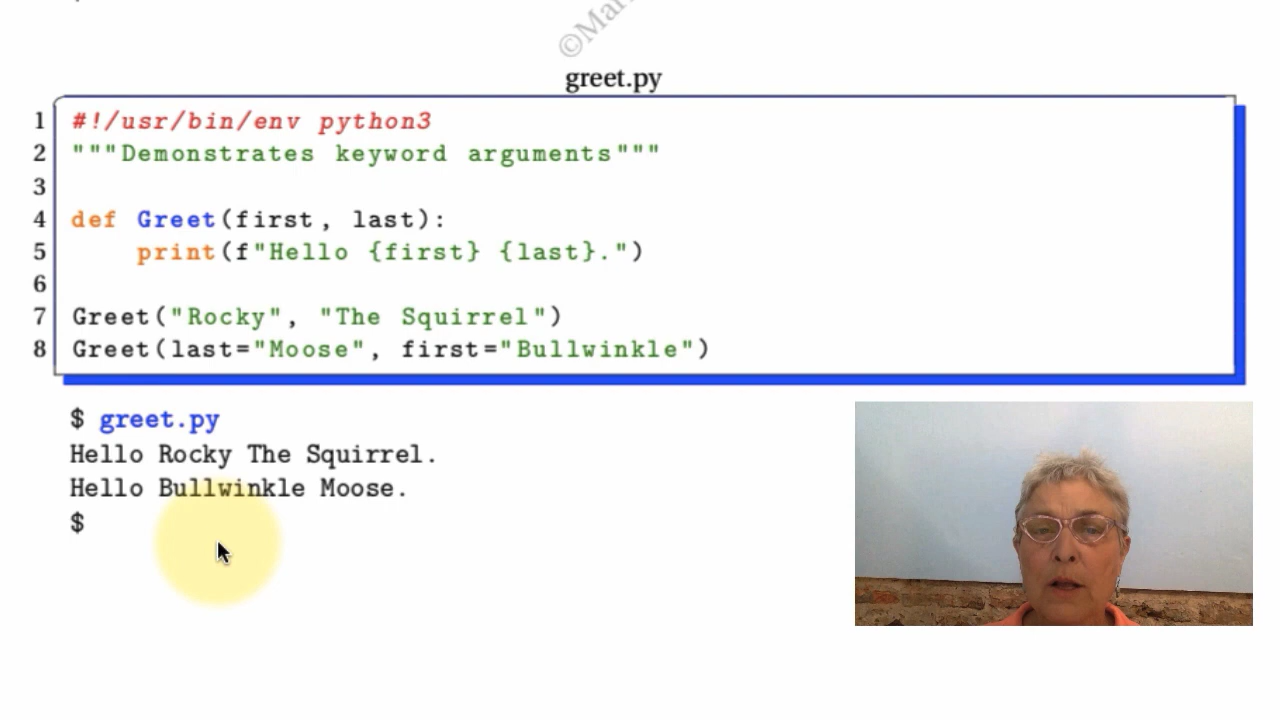 greet.py
1 #!/usr/bin/env python3
2 """Demonstrates keyword arguments"""
3
4 def Greet(first, last):
5     print(f"Hello {first} {last}.")
6
7 Greet("Rocky", "The Squirrel")
8 Greet(last="Moose", first="Bullwinkle")
$ greet.py
Hello Rocky The Squirrel.
Hello Bullwinkle Moose.
$